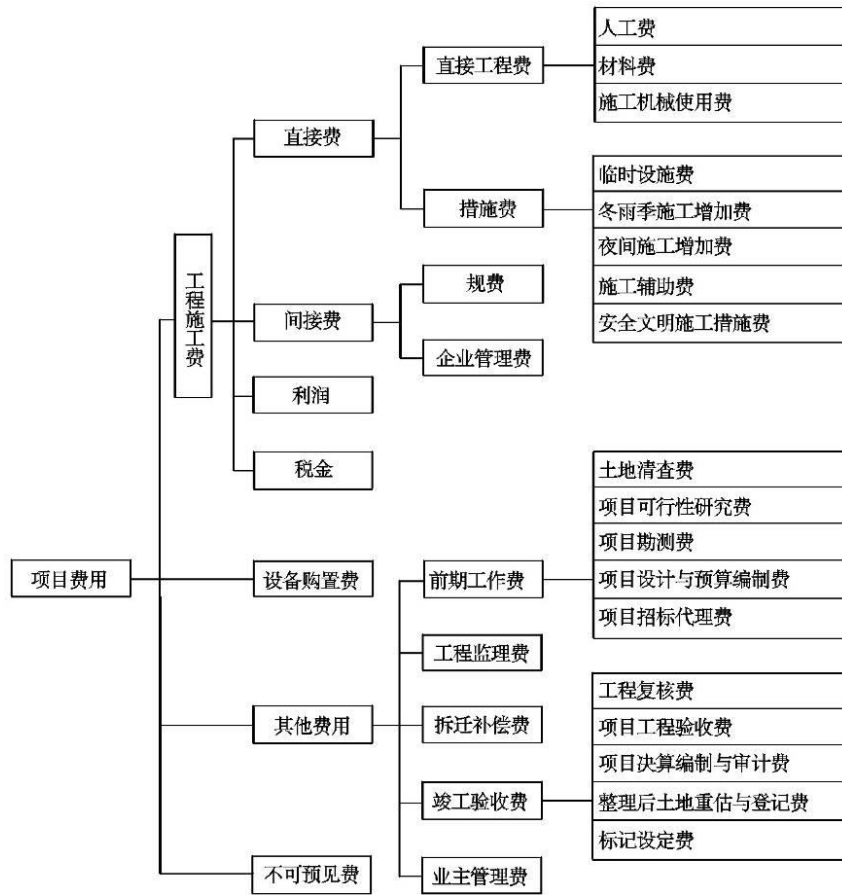 人工费
直接工程费
材料费
施工机械使用费
直接费
临时设施费
措施费
冬雨季施工增加费
夜间施工增加费
施工辅助费
安全文明施工措施费
工程施工费
规费
间接费
企业管理费
利润
税金
土地清查费
项目可行性研究费
项目勘测费
项目费用
设备购置费
前期工作费
项目设计与预算编制费
项目招标代理费
工程监理费
工程复核费
其他费用
拆迁补偿费
项目工程验收费
项目决算编制与审计费
竣工验收费
整理后土地重估与登记费
标记设定费
不可预见费
业主管理费